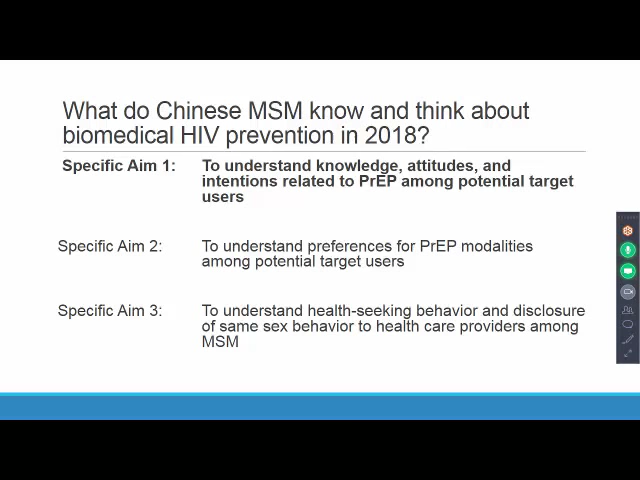 What do Chinese MSM know and think about
biomedical HIV prevention in 2018?
Specific Aim 1: To understand knowledge, attitudes, and
intentions related to PrEP among potential target
users
Specific Aim 2: To understand preferences for PrEP modalities
among potential target users
Specific Aim 3: To understand health-seeking behavior and disclosure
of same sex behavior to health care providers among
MSM